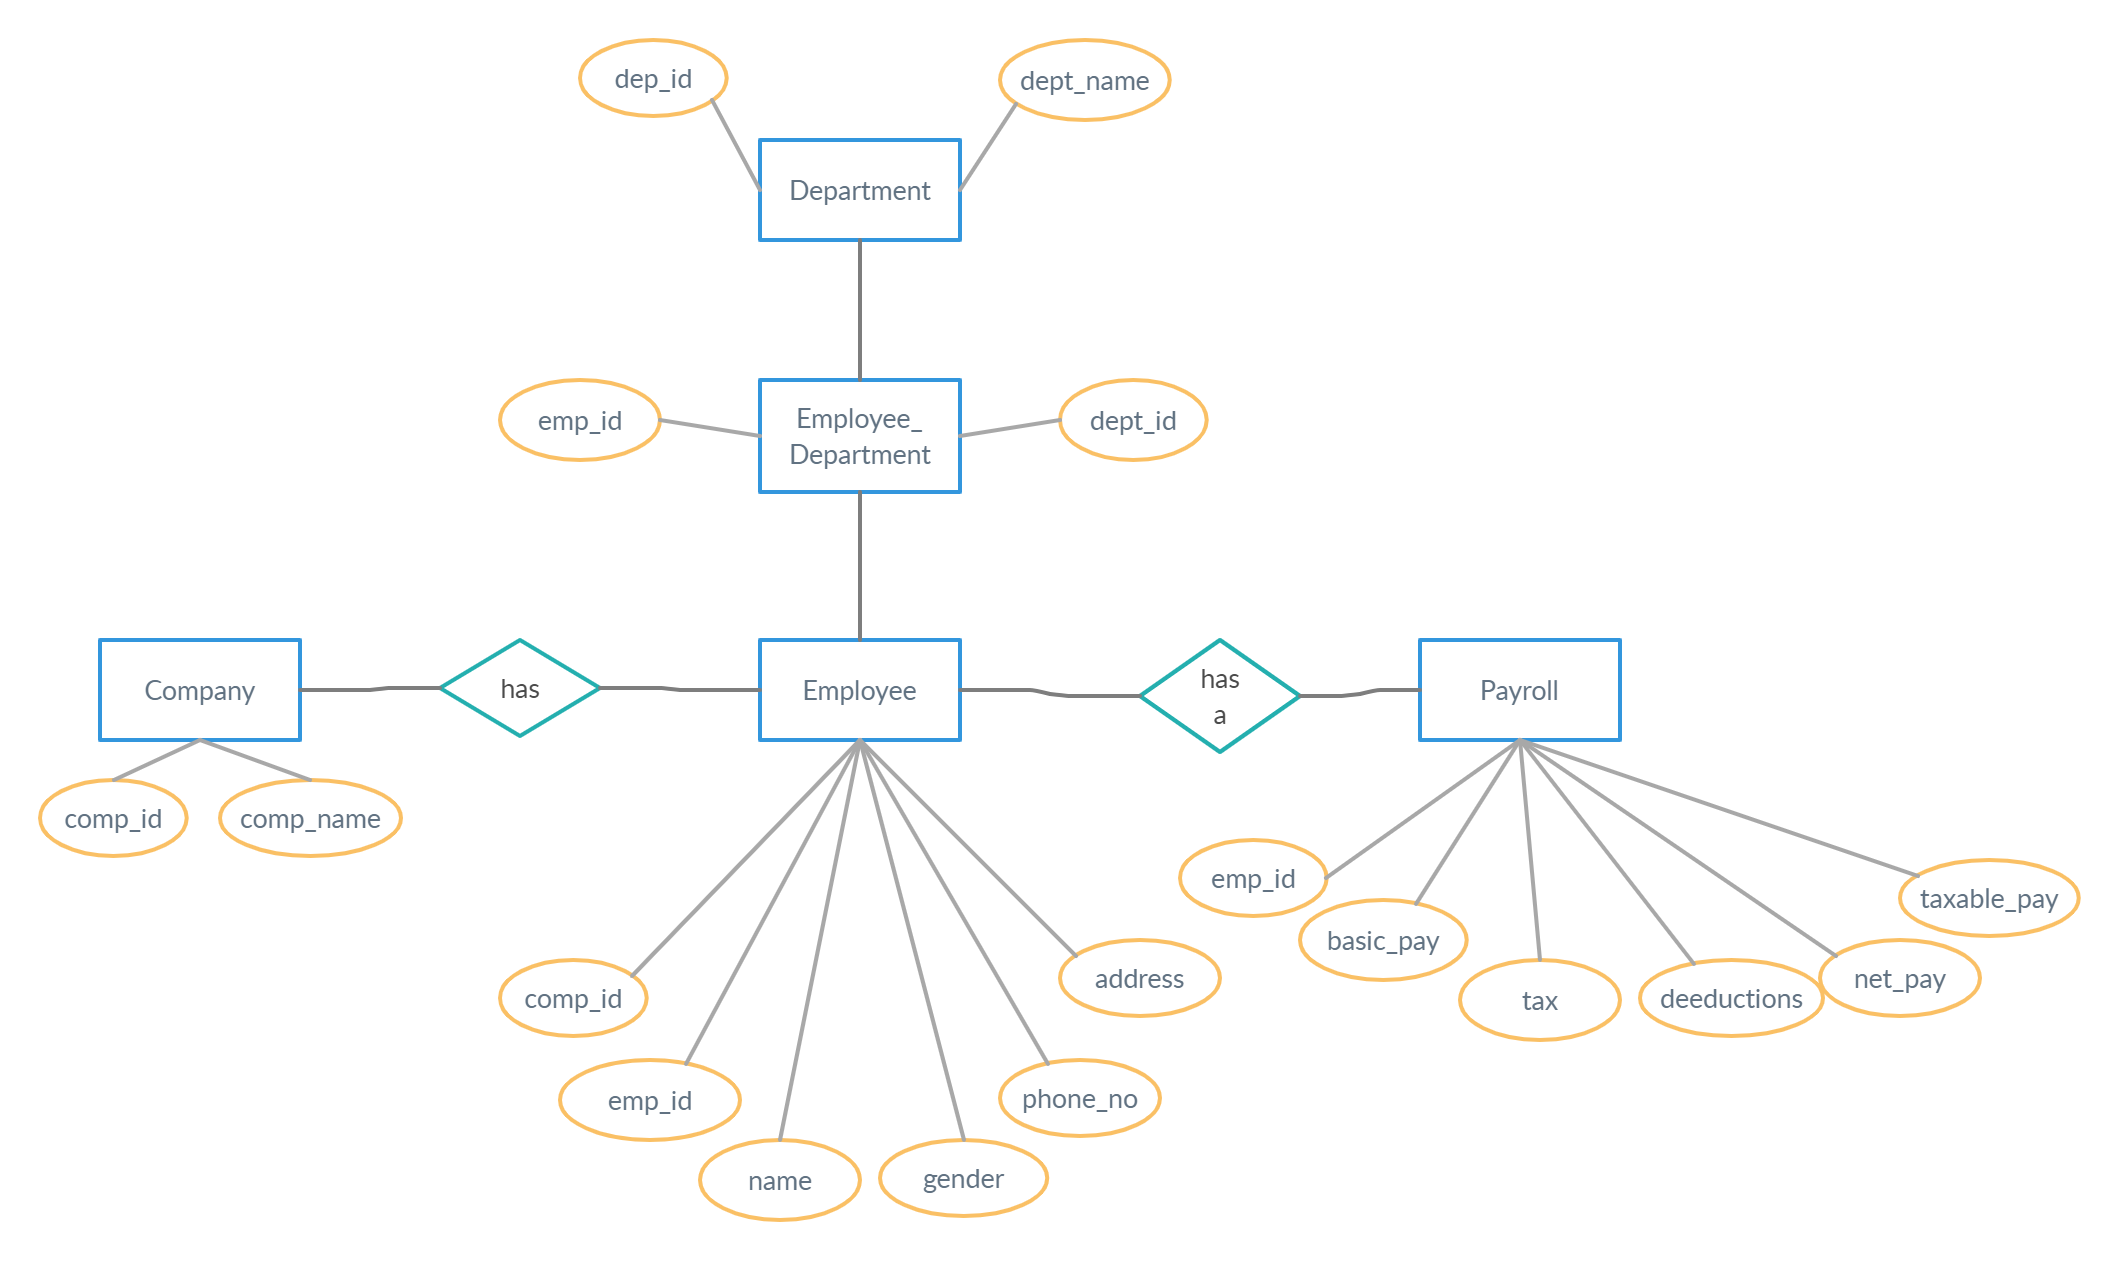 dep_id
dept_name
Department
emp_id
Employee_
Department
dept_id
Company
has
Employee
has
a
Payroll
comp_id
comp_name
emp_id
basic_pay
tax
deeductions
net_pay
taxable_pay
comp_id
emp_id
name
gender
phone_no
address